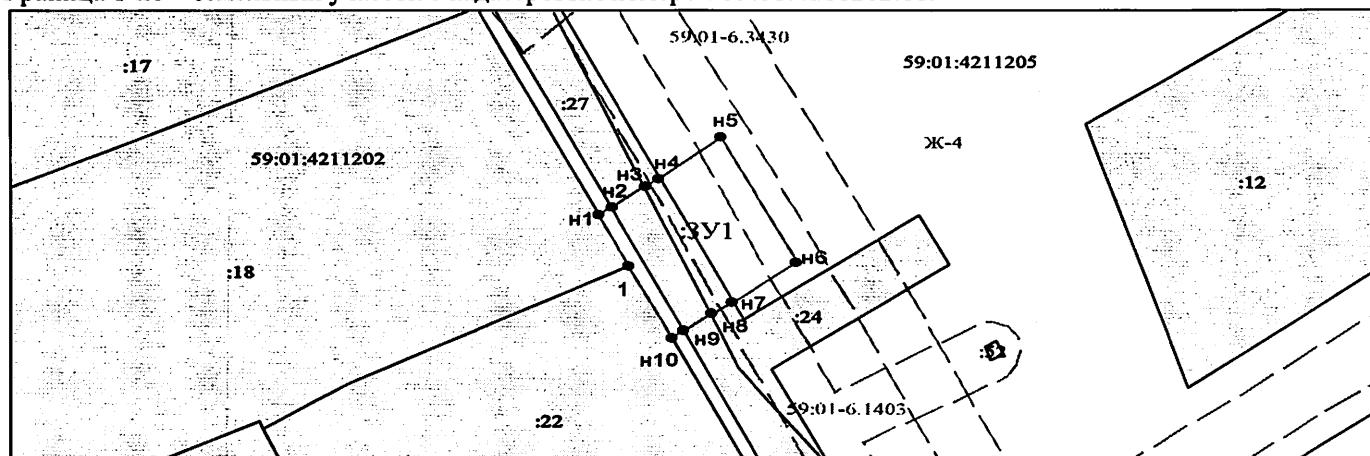 :17
59:01-6.3430
59:01:4211205
:27
н5
Ж-4
59:01:4211202
н4
н3
:12
н2
н1
:ЗУ1
:18
н6
1
н7
:24
н8
н9
н10
59:01-6.1403
:22